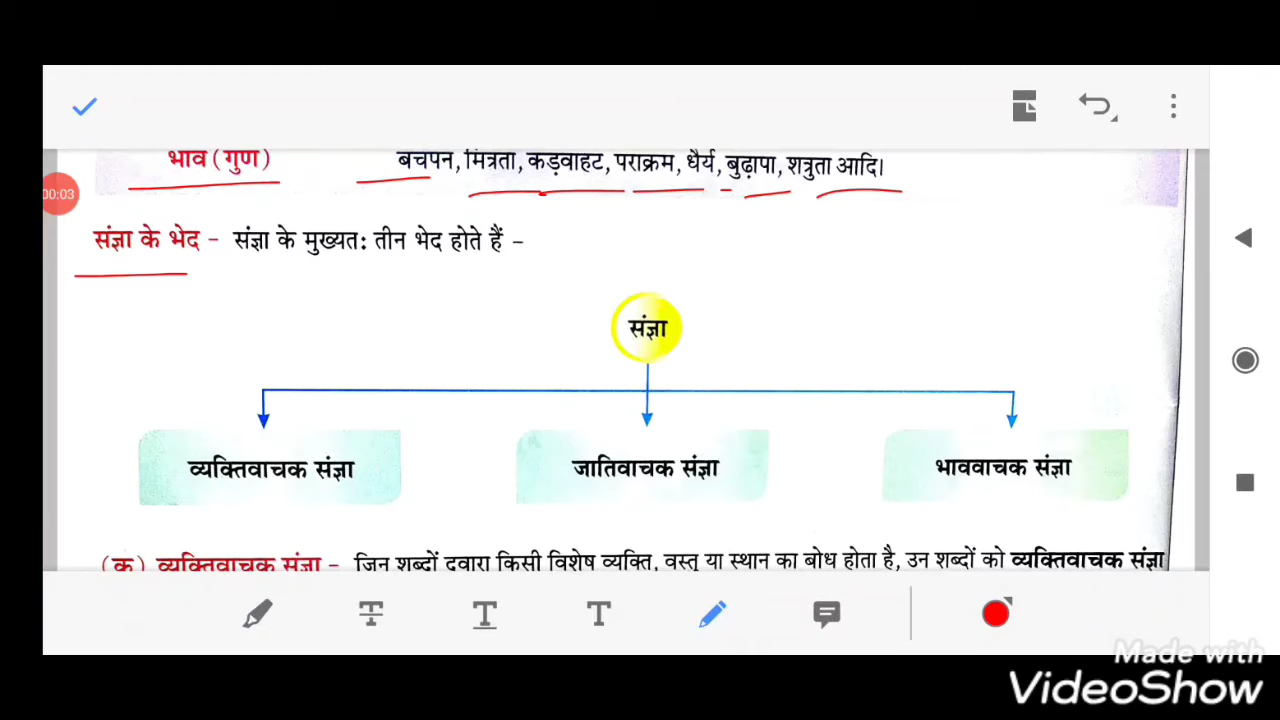 भाव (गुण) बचपन, मित्रता, कड़वाहट, पराक्रम, धैर्य, बुढ़ापा, शत्रुता आदि।
00:03
संज्ञा के भेद - संज्ञा के मुख्यतः तीन भेद होते हैं -
संज्ञा
व्यक्तिवाचक संज्ञा जातिवाचक संज्ञा भाववाचक संज्ञा
(क) व्यक्तिवाचक संज्ञा - जिन शब्दों द्वारा किसी विशेष व्यक्ति, वस्तु या स्थान का बोध होता है, उन शब्दों को व्यक्तिवाचक संज्ञा
T T T
Made with
VideoShow